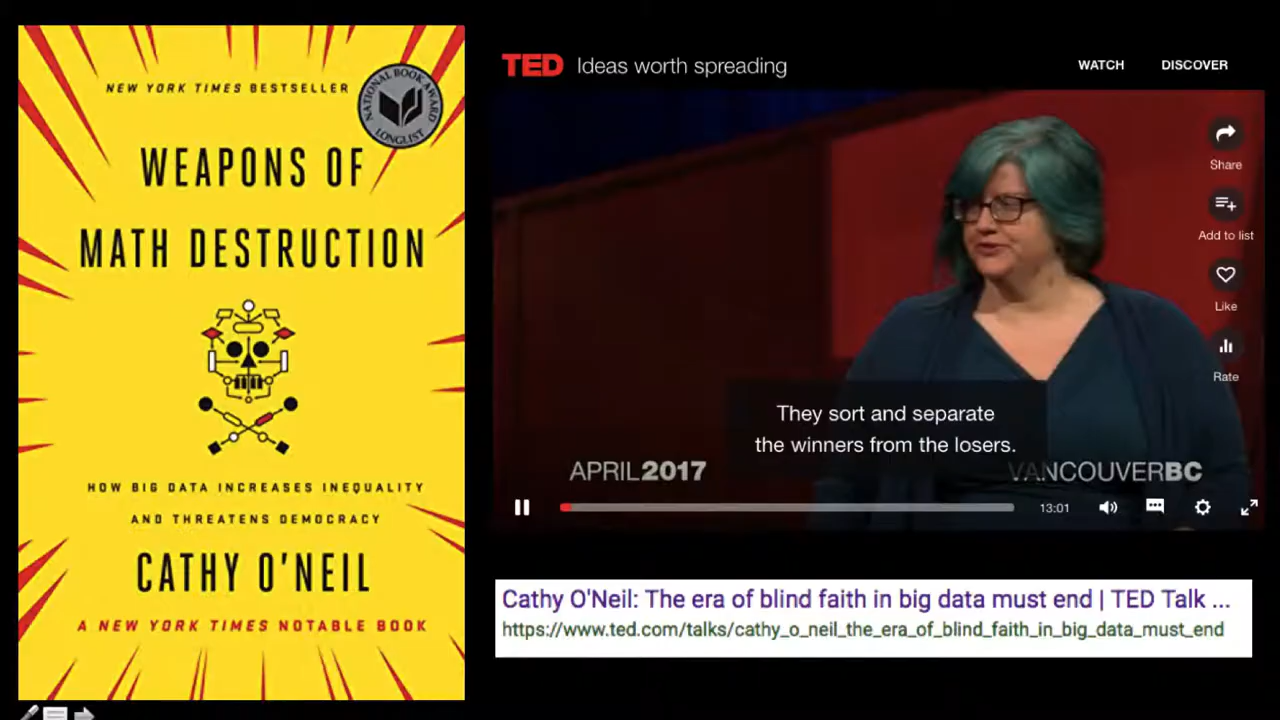 NEW YORK TIMES BESTSELLER
NATIONAL BOOK AWARD
LONGLIST
WEAPONS OF
MATH DESTRUCTION
HOW BIG DATA INCREASES INEQUALITY
AND THREATENS DEMOCRACY
CATHY O'NEIL
A NEW YORK TIMES NOTABLE BOOK
TED Ideas worth spreading
WATCH DISCOVER
Share
Add to list
Like
Rate
They sort and separate
the winners from the losers.
APRIL2017 VANCOUVERBC
13:01
Cathy O'Neil: The era of blind faith in big data must end | TED Talk ...
https://www.ted.com/talks/cathy_o_neil_the_era_of_blind_faith_in_big_data_must_end